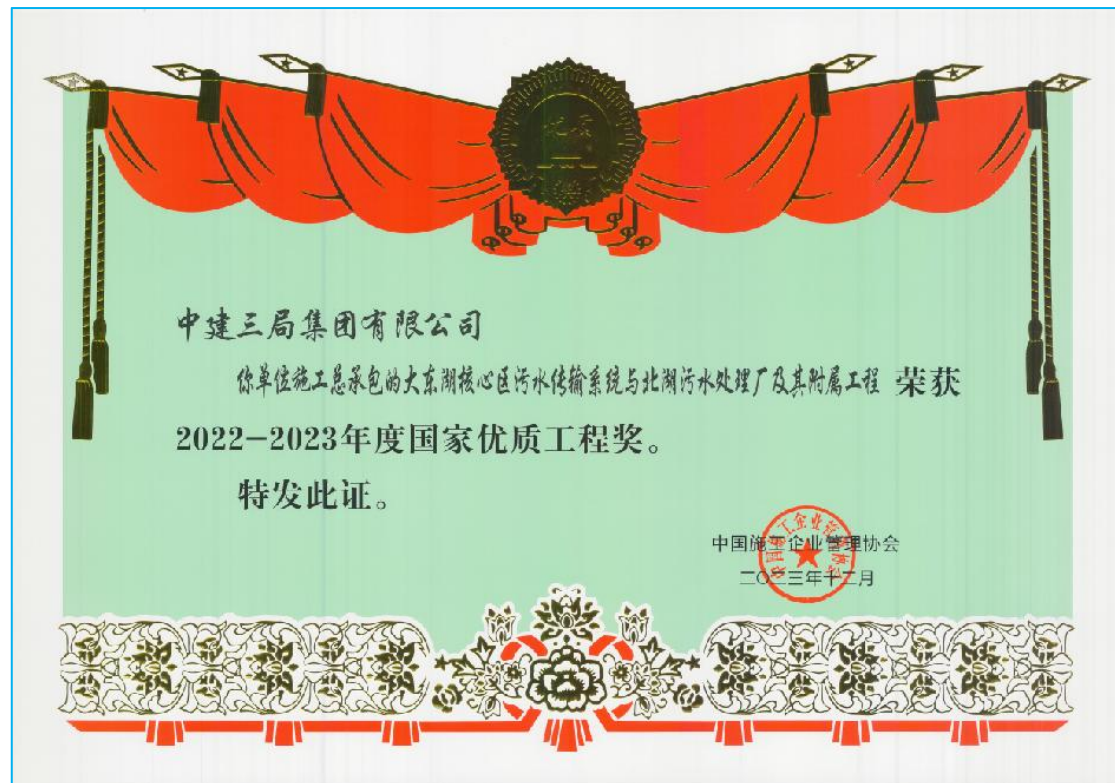 中建三局集团有限公司
你单位施工总承包的大东湖核心区污水传输系统与北湖污水处理厂及其附属工程 荣获
2022-2023年度国家优质工程奖。
特发此证。
中国施工企业管理协会
二〇二三年十二月